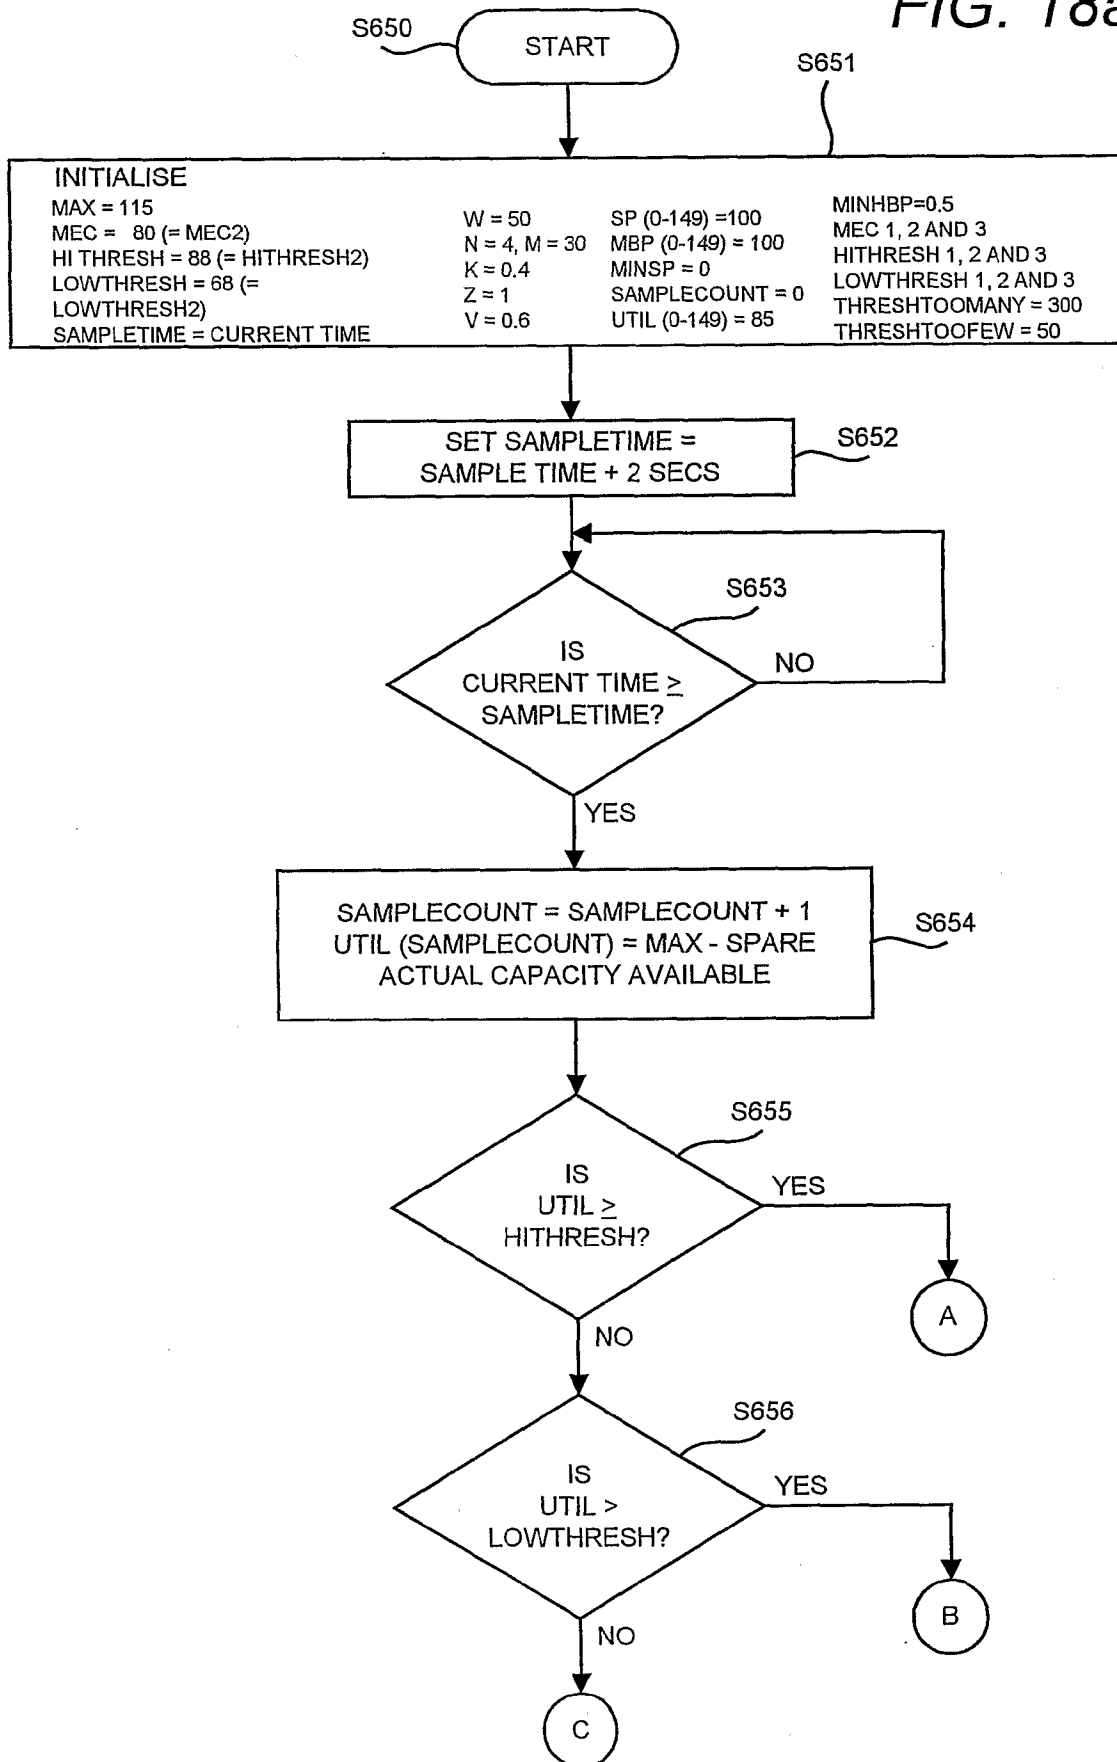 FIG. 18a
S650
START
S651
INITIALISE
MAX = 115
MEC = 80 (= MEC2)
HI THRESH = 88 (= HITHRESH2)
LOWTHRESH = 68 (=
LOWTHRESH2)
SAMPLETIME = CURRENT TIME
W = 50
N = 4, M = 30
K = 0.4
Z = 1
V = 0.6
SP (0-149) =100
MBP (0-149) = 100
MINSP = 0
SAMPLECOUNT = 0
UTIL (0-149) = 85
MINHBP=0.5
MEC 1, 2 AND 3
HITHRESH 1, 2 AND 3
LOWTHRESH 1, 2 AND 3
THRESHTOOMANY = 300
THRESHTOOFEW = 50
SET SAMPLETIME =
SAMPLE TIME + 2 SECS
S652
S653
IS
CURRENT TIME ≥
SAMPLETIME?
NO
YES
SAMPLECOUNT = SAMPLECOUNT + 1
UTIL (SAMPLECOUNT) = MAX - SPARE
ACTUAL CAPACITY AVAILABLE
S654
S655
IS
UTIL ≥
HITHRESH?
YES
A
NO
S656
IS
UTIL >
LOWTHRESH?
YES
B
NO
C